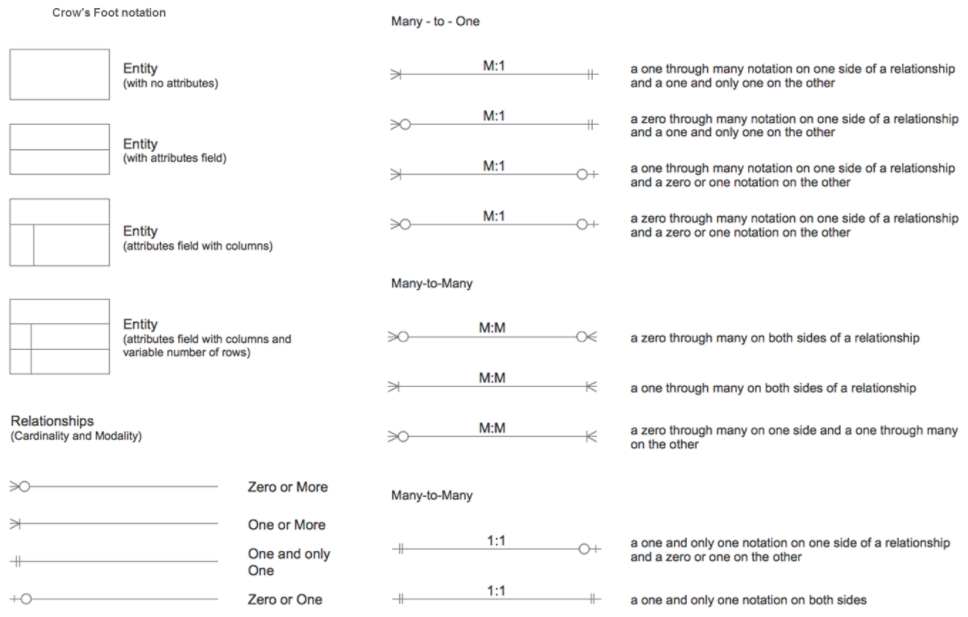 Crow's Foot notation
Entity
(with no attributes)
Entity
(with attributes field)
Entity
(attributes field with columns)
Entity
(attributes field with columns and
variable number of rows)
Relationships
(Cardinality and Modality)
Zero or More
One or More
One and only
One
Zero or One
Many - to - One
M:1
a one through many notation on one side of a relationship
and a one and only one on the other
M:1
a zero through many notation on one side of a relationship
and a one and only one on the other
M:1
a one through many notation on one side of a relationship
and a zero or one notation on the other
M:1
a zero through many notation on one side of a relationship
and a zero or one notation on the other
Many-to-Many
M:M
a zero through many on both sides of a relationship
M:M
a one through many on both sides of a relationship
M:M
a zero through many on one side and a one through many
on the other
Many-to-Many
1:1
a one and only one notation on one side of a relationship
and a zero or one on the other
1:1
a one and only one notation on both sides